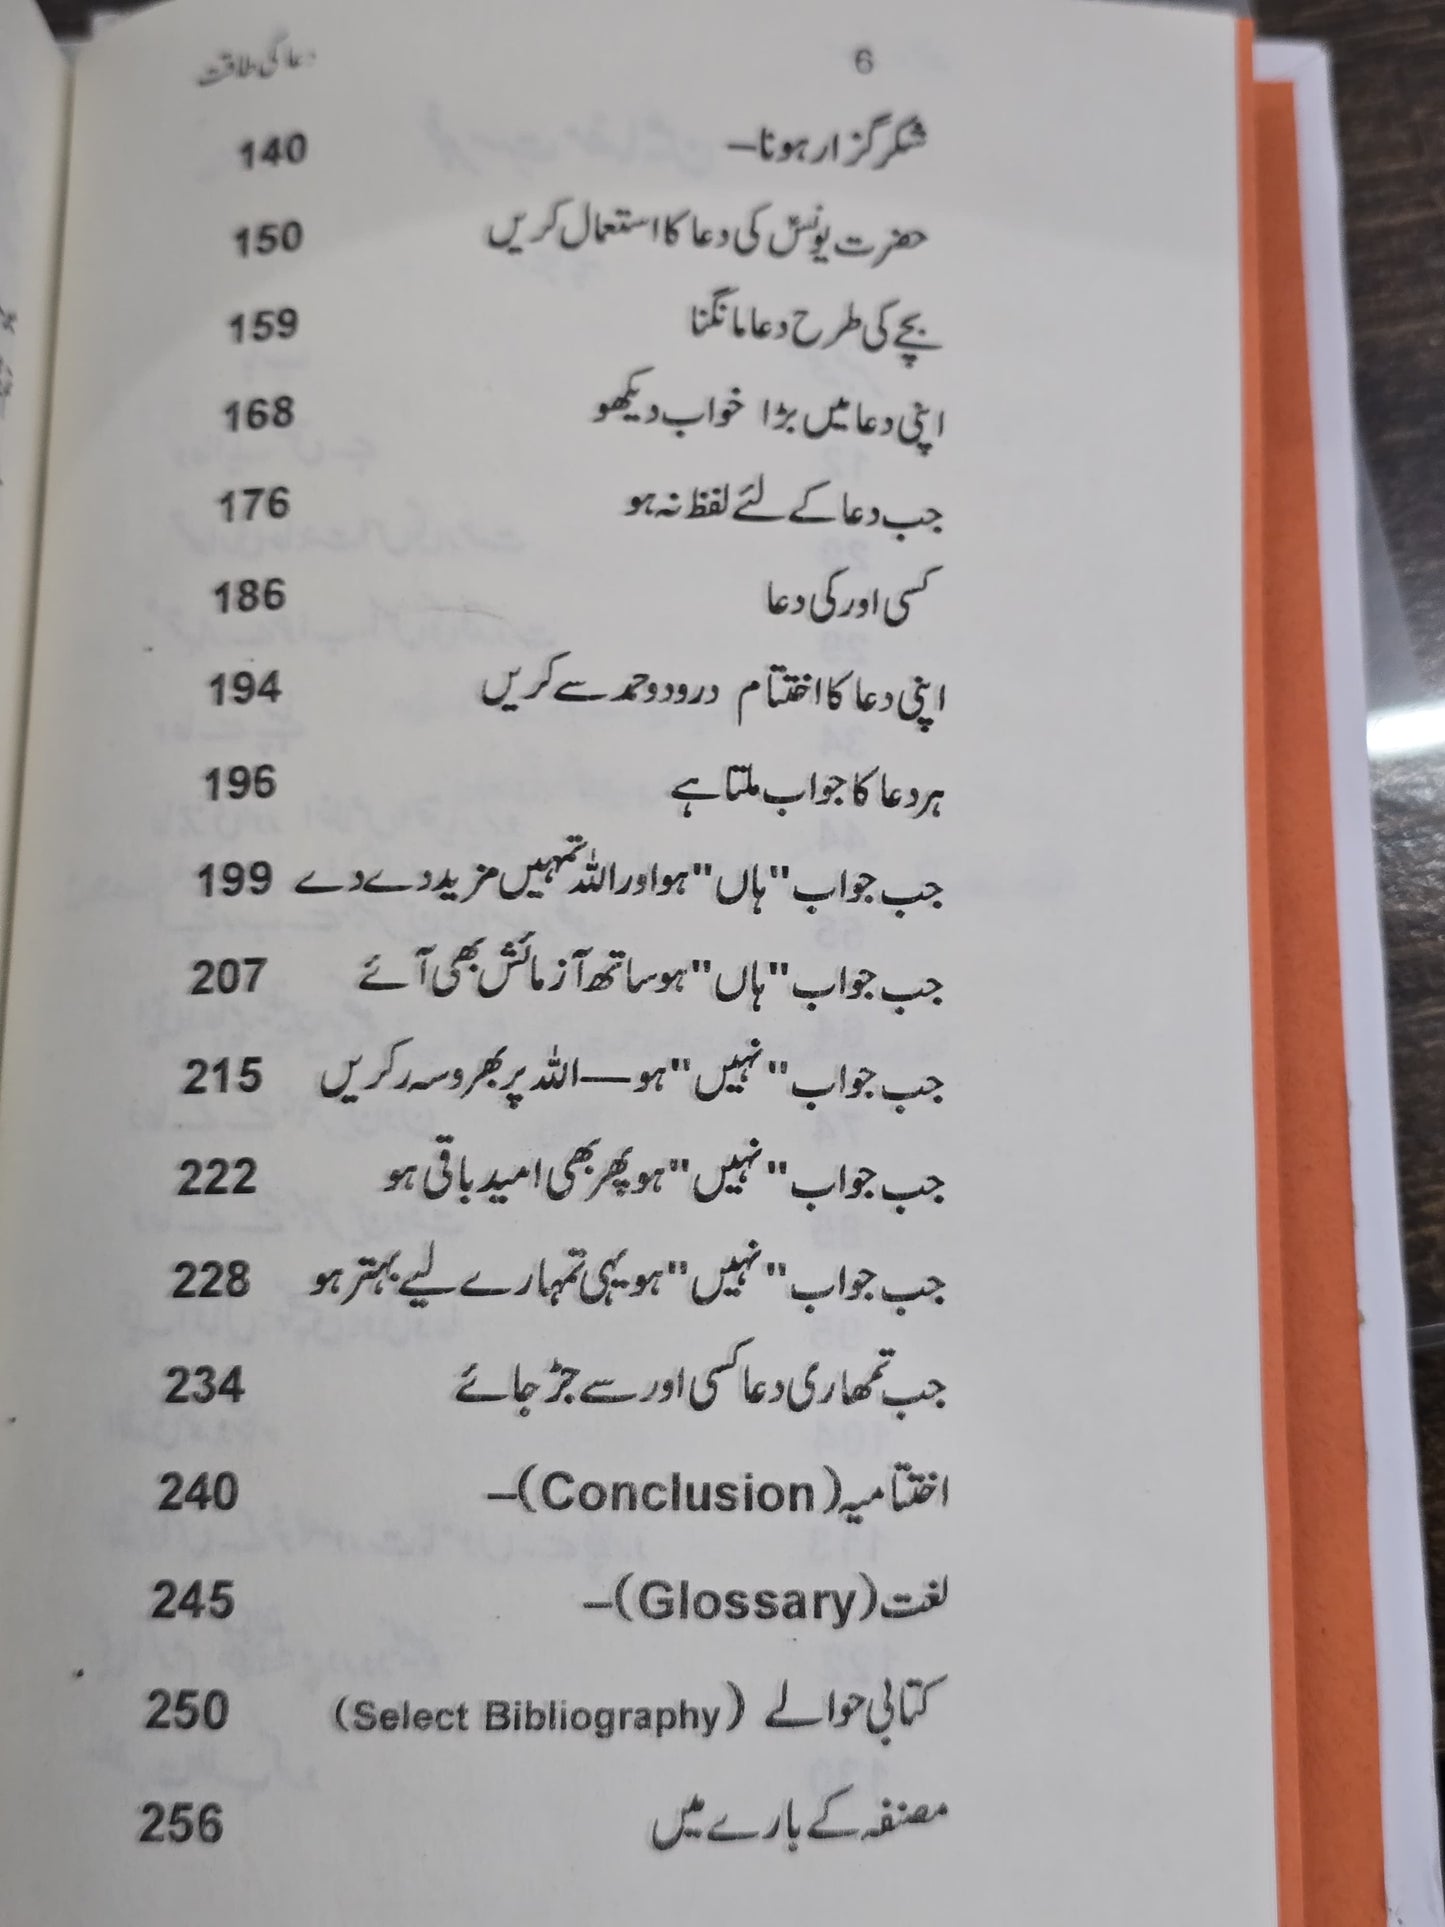 6 دعا کی طاقت
شکر گزار ہونا– 140
حضرت یونسؑ کی دعا کا استعمال کریں 150
بچے کی طرح دعا مانگنا 159
اپنی دعا میں بڑا خواب دیکھو 168
جب دعا کے لئے لفظ نہ ہو 176
کسی اور کی دعا 186
اپنی دعا کا اختتام درود و حمد سے کریں 194
ہر دعا کا جواب ملتا ہے 196
جب جواب "ہاں" ہو اور اللہ تمہیں مزید دے دے 199
جب جواب "ہاں" ہو ساتھ آزمائش بھی آئے 207
جب جواب "نہیں" ہو—اللہ پر بھروسہ رکریں 215
جب جواب "نہیں" ہو پھر بھی امید باقی ہو 222
جب جواب "نہیں" ہو یہی تمہارے لیے بہتر ہو 228
جب تمھاری دعا کسی اور سے جڑ جائے 234
اختتامیہ (Conclusion)– 240
لغت (Glossary)– 245
کتابی حوالے (Select Bibliography) 250
مصنفہ کے بارے میں 256